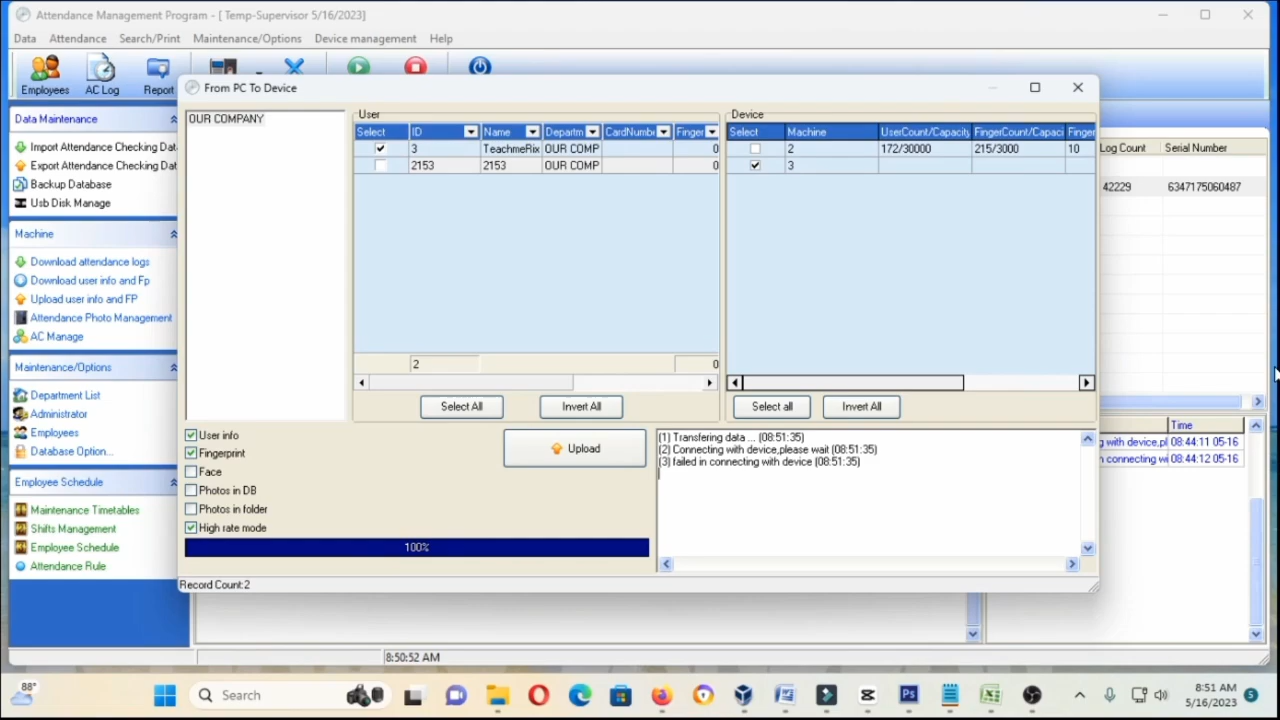 Attendance Management Program - [ Temp-Supervisor 5/16/2023]
Data Attendance Search/Print Maintenance/Options Device management Help
Employees AC Log Report
Data Maintenance
Import Attendance Checking Dat
Export Attendance Checking Da
Backup Database
Usb Disk Manage
Machine
Download attendance logs
Download user info and Fp
Upload user info and FP
Attendance Photo Management
AC Manage
Maintenance/Options
Department List
Administrator
Employees
Database Option...
Employee Schedule
Maintenance Timetables
Shifts Management
Employee Schedule
Attendance Rule
From PC To Device
OUR COMPANY
User
Select ID Name Departm CardNumb Finger
3 TeachmeRix OUR COMP 0
2153 2153 OUR COMP 0
2 0
Select All Invert All
Device
Select Machine UserCount/Capacity FingerCount/Capaci Finger
2 172/30000 215/3000 10
3
Select all Invert All
User info
Fingerprint
Face
Photos in DB
Photos in folder
High rate mode
Upload
100%
(1) Transfering data ... (08:51:35)
(2) Connecting with device,please wait (08:51:35)
(3) failed in connecting with device (08:51:35)
Record Count:2
Log Count Serial Number
42229 6347175060487
Time
g with device,pl 08:44:11 05-16
n connecting wi 08:44:12 05-16
8:50:52 AM
88°
Search
8:51 AM
5/16/2023
5